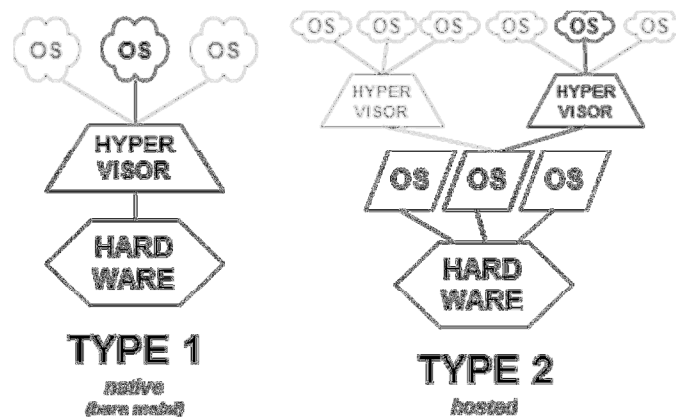 OS OS OS
HYPER
VISOR
HARD
WARE
TYPE 1
native
(bare metal)
OS OS OS OS OS OS
HYPER
VISOR
HYPER
VISOR
OS OS OS
HARD
WARE
TYPE 2
hosted